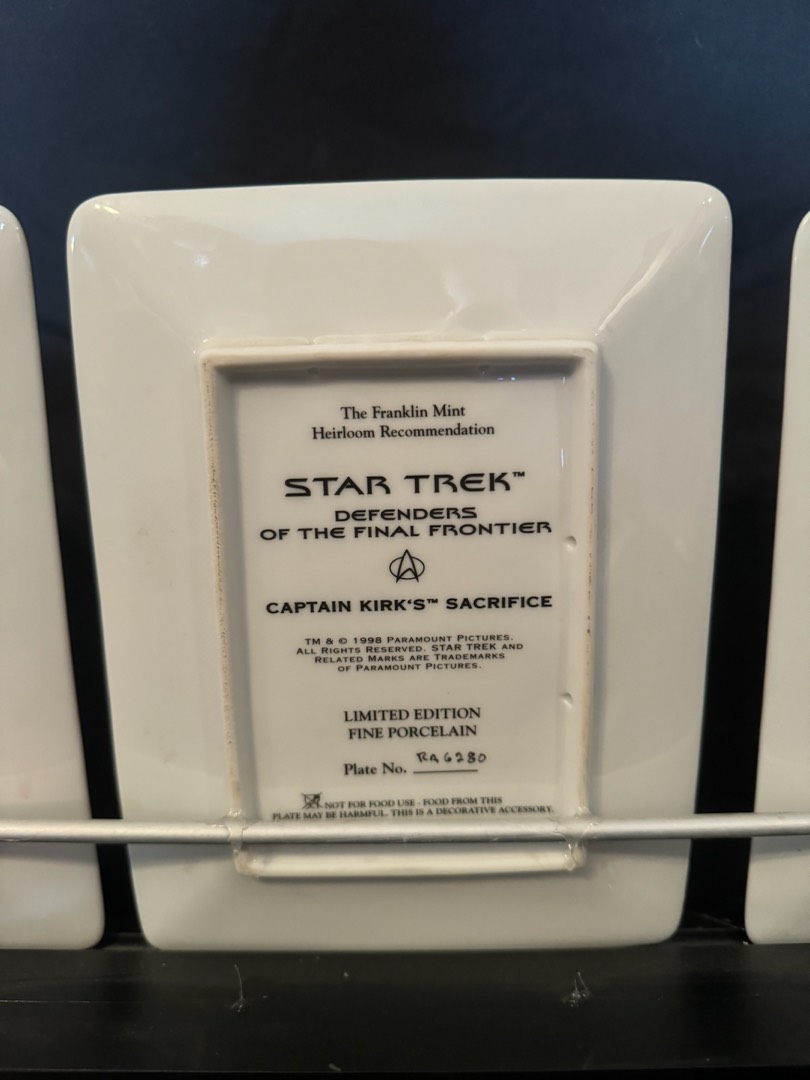 The Franklin Mint
Heirloom Recommendation
STAR TREK™
DEFENDERS
OF THE FINAL FRONTIER
CAPTAIN KIRK'S™ SACRIFICE
TM & © 1998 PARAMOUNT PICTURES.
ALL RIGHTS RESERVED. STAR TREK AND
RELATED MARKS ARE TRADEMARKS
OF PARAMOUNT PICTURES.
LIMITED EDITION
FINE PORCELAIN
Plate No. RA6280
NOT FOR FOOD USE - FOOD FROM THIS
PLATE MAY BE HARMFUL. THIS IS A DECORATIVE ACCESSORY.